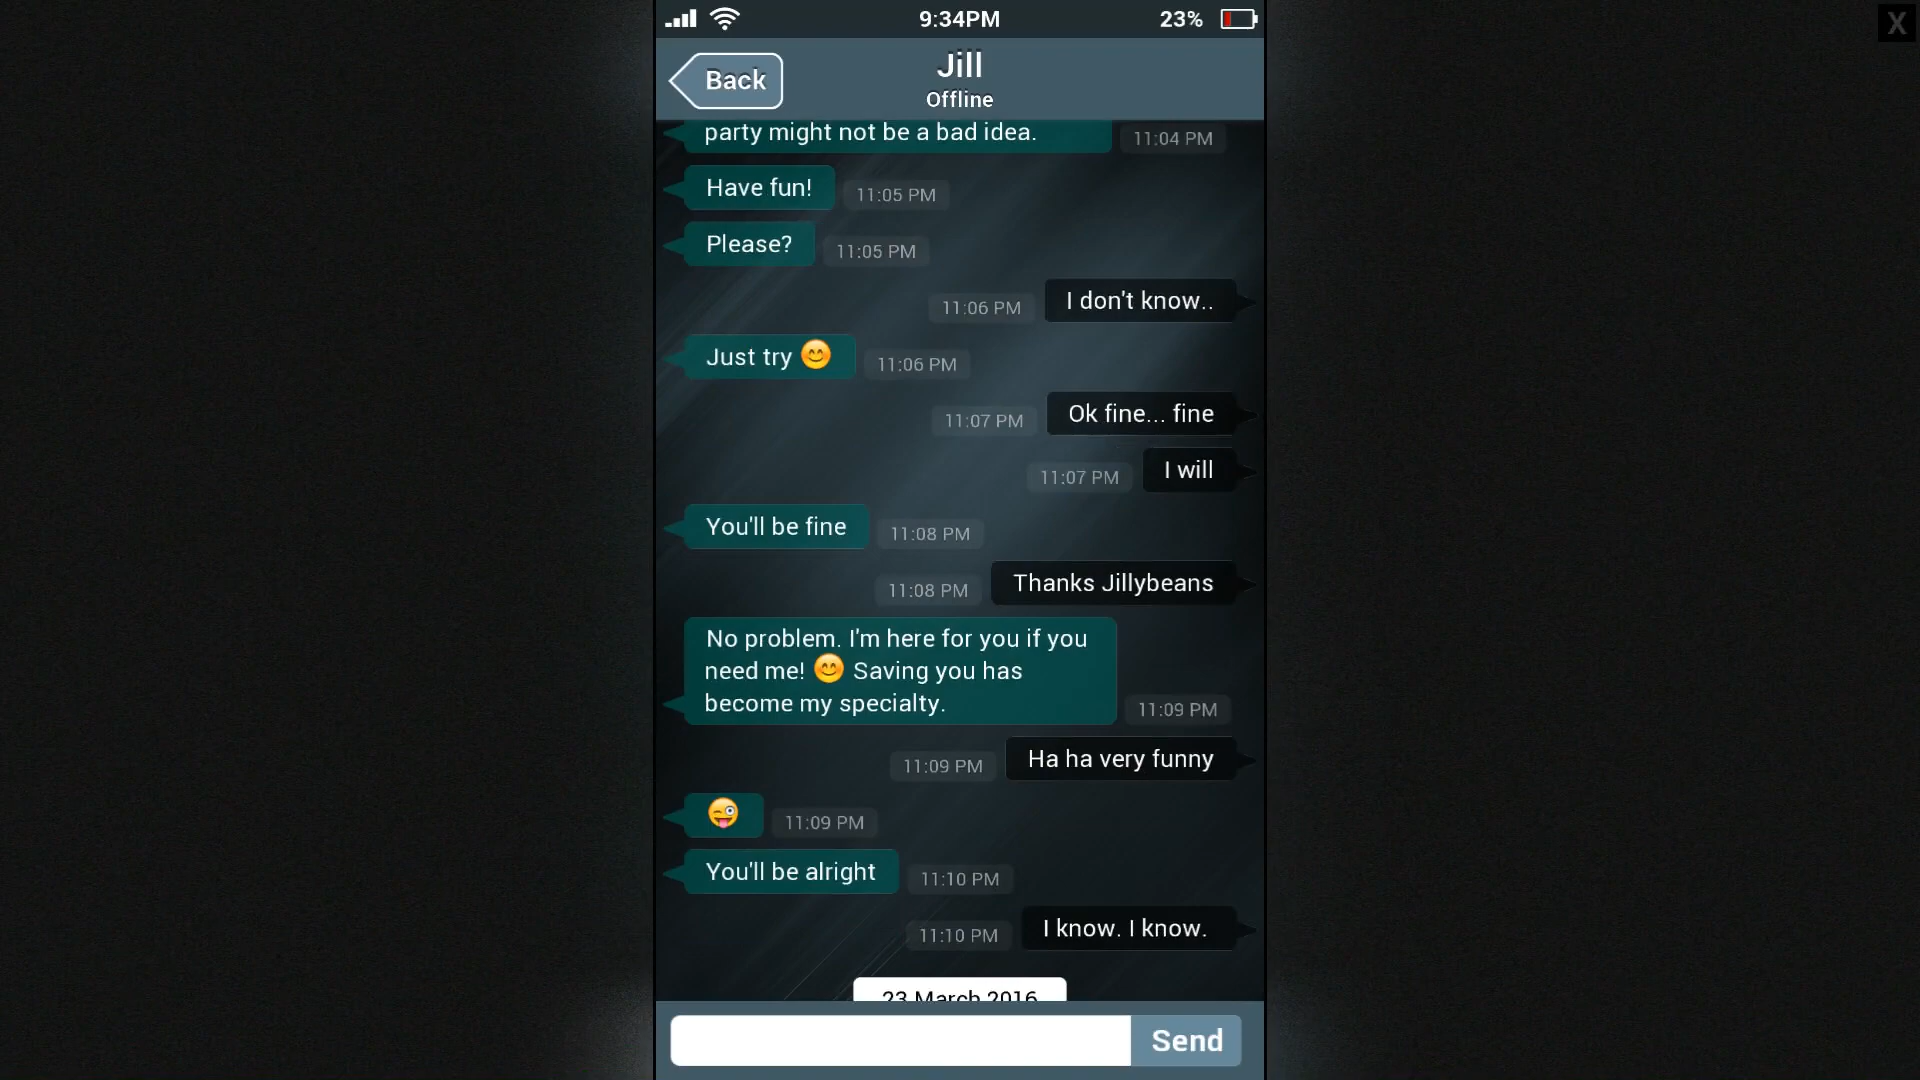 9:34PM
23%
X
Back
Jill
Offline
party might not be a bad idea.
11:04 PM
Have fun!
11:05 PM
Please?
11:05 PM
11:06 PM
I don't know..
Just try 😊
11:06 PM
11:07 PM
Ok fine... fine
11:07 PM
I will
You'll be fine
11:08 PM
11:08 PM
Thanks Jillybeans
No problem. I'm here for you if you
need me! 😊 Saving you has
become my specialty.
11:09 PM
11:09 PM
Ha ha very funny
😜
11:09 PM
You'll be alright
11:10 PM
11:10 PM
I know. I know.
23 March 2016
Send